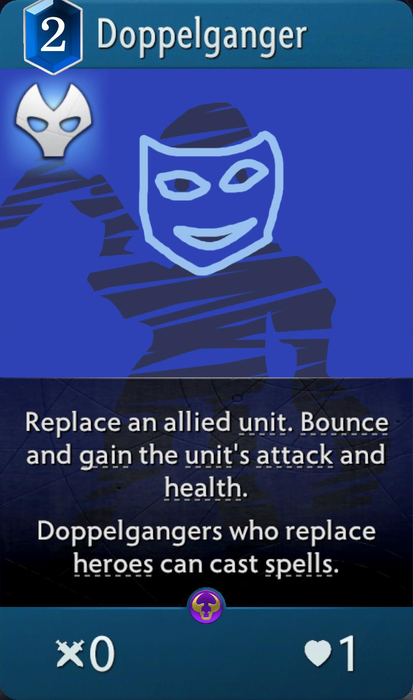 2 Doppelganger
Replace an allied unit. Bounce
and gain the unit's attack and
health.
Doppelgangers who replace
heroes can cast spells.
0 1